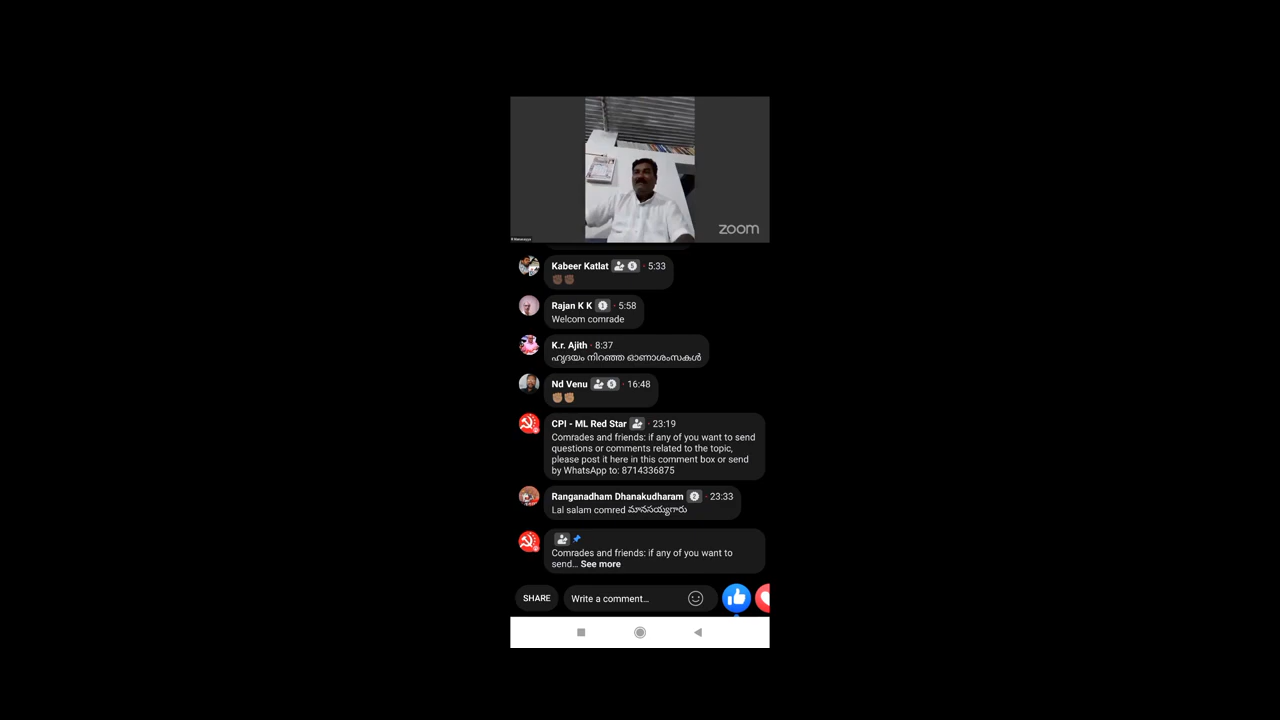 zoom
Kabeer Katlat · 5:33
✊🏿✊🏿
Rajan K K · 5:58
Welcom comrade
K.r. Ajith · 8:37
ഹൃദയം നിറഞ്ഞ ഓണാശംസകൾ
Nd Venu · 16:48
✊🏽✊🏽
CPI - ML Red Star · 23:19
Comrades and friends: if any of you want to send
questions or comments related to the topic,
please post it here in this comment box or send
by WhatsApp to: 8714336875
Ranganadham Dhanakudharam · 23:33
Lal salam comred മാനസയ്യഗാരു
Comrades and friends: if any of you want to
send... See more
SHARE
Write a comment...